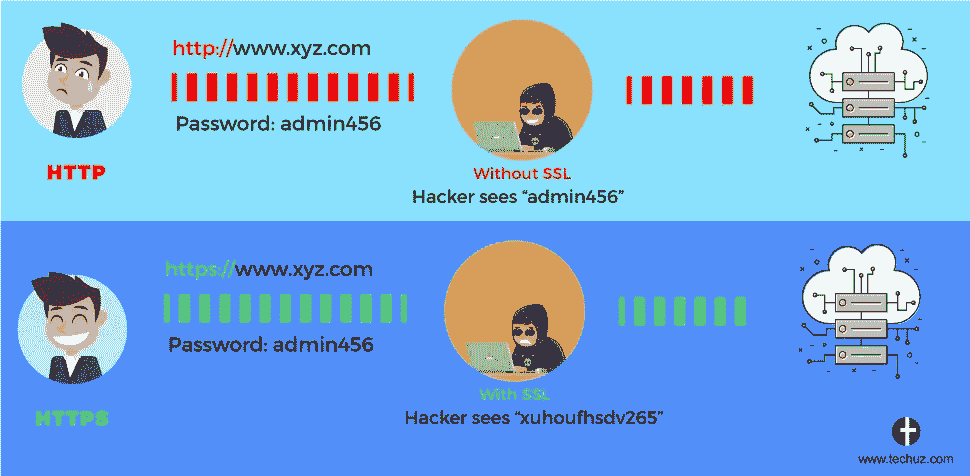 http://www.xyz.com
Password: admin456
HTTP
Without SSL
Hacker sees “admin456”
https://www.xyz.com
Password: admin456
HTTPS
With SSL
Hacker sees “xuhoufhsdv265”
www.techuz.com